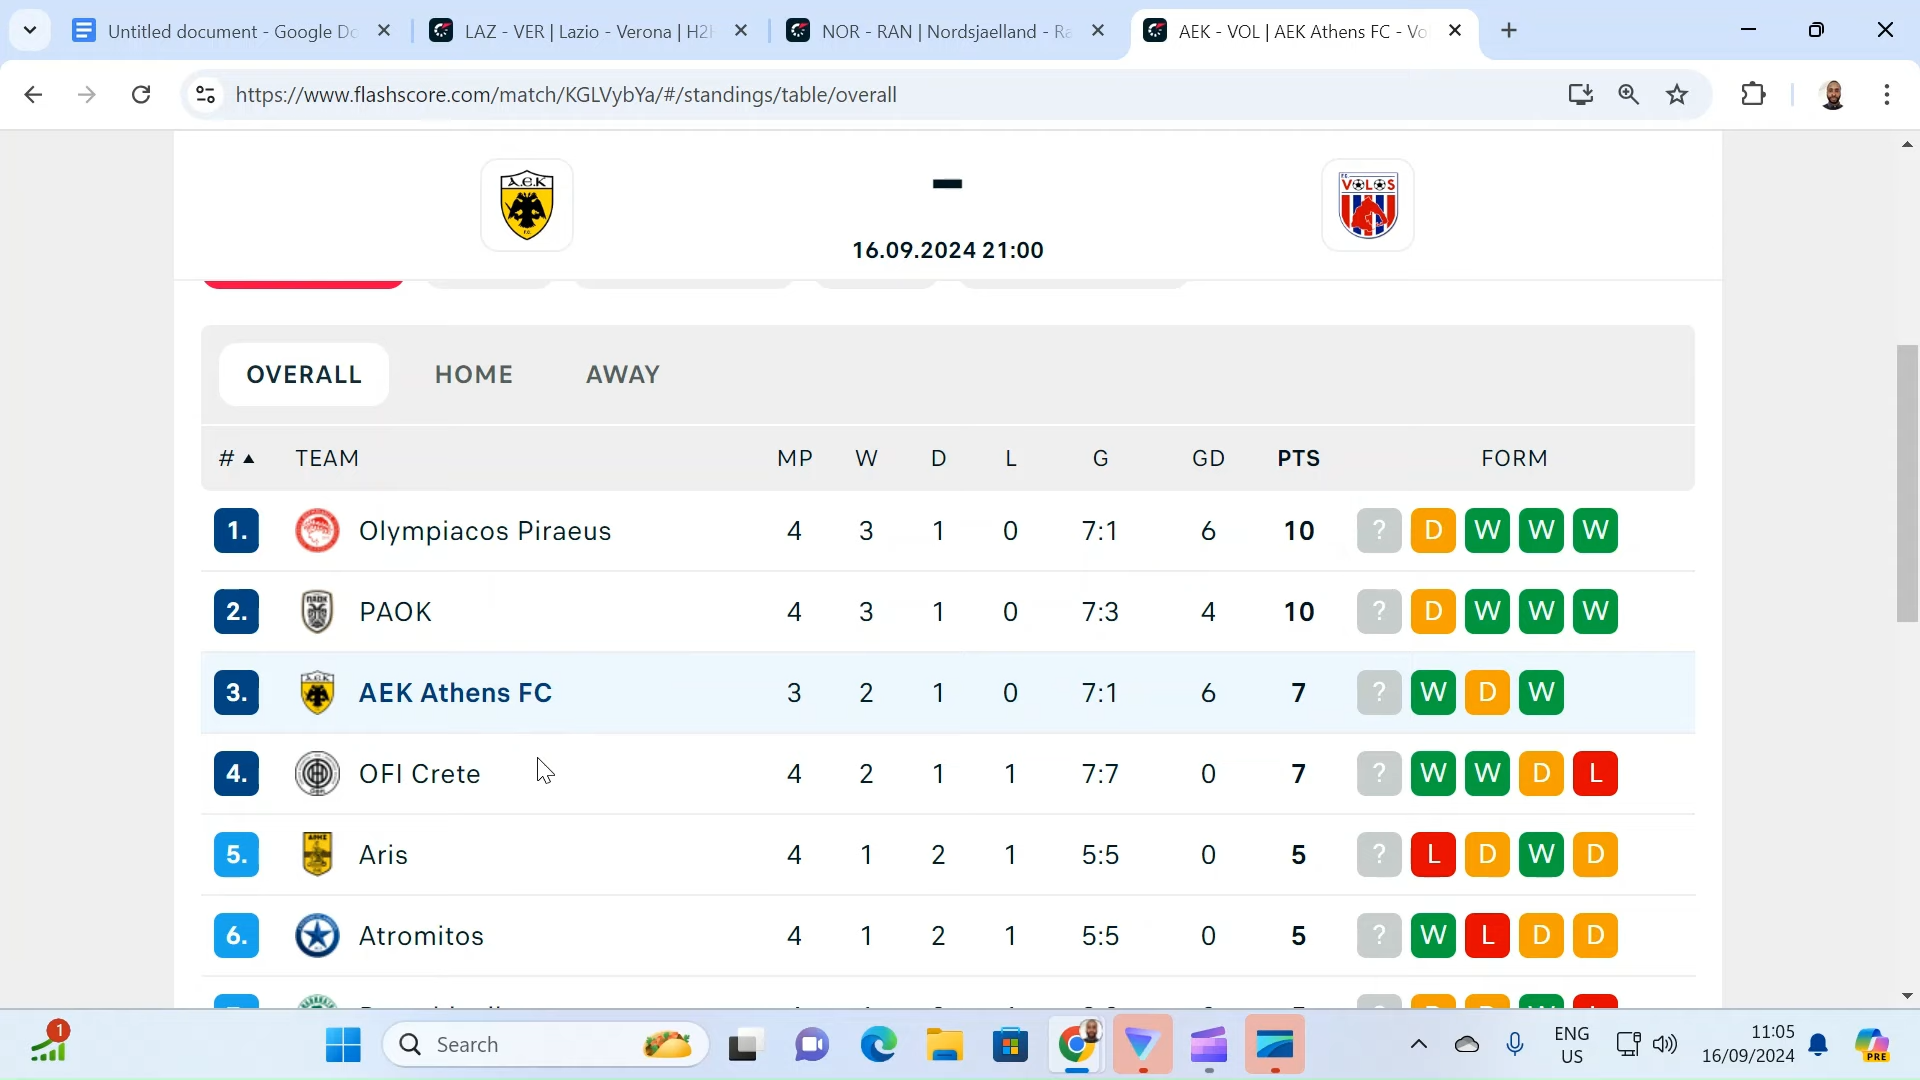 Untitled document - Google Do
LAZ - VER | Lazio - Verona | H2
NOR - RAN | Nordsjaelland - Ra
AEK - VOL | AEK Athens FC - Vo
https://www.flashscore.com/match/KGLVybYa/#/standings/table/overall
A.E.K
F.C.
-
VOLOS
16.09.2024 21:00
OVERALL HOME AWAY
# TEAM MP W D L G GD PTS FORM
1. Olympiacos Piraeus 4 3 1 0 7:1 6 10 ? D W W W
2. PAOK 4 3 1 0 7:3 4 10 ? D W W W
3. AEK Athens FC 3 2 1 0 7:1 6 7 ? W D W
4. OFI Crete 4 2 1 1 7:7 0 7 ? W W D L
5. Aris 4 1 2 1 5:5 0 5 ? L D W D
6. Atromitos 4 1 2 1 5:5 0 5 ? W L D D
1
Search
ENG
US
11:05
16/09/2024
PRE